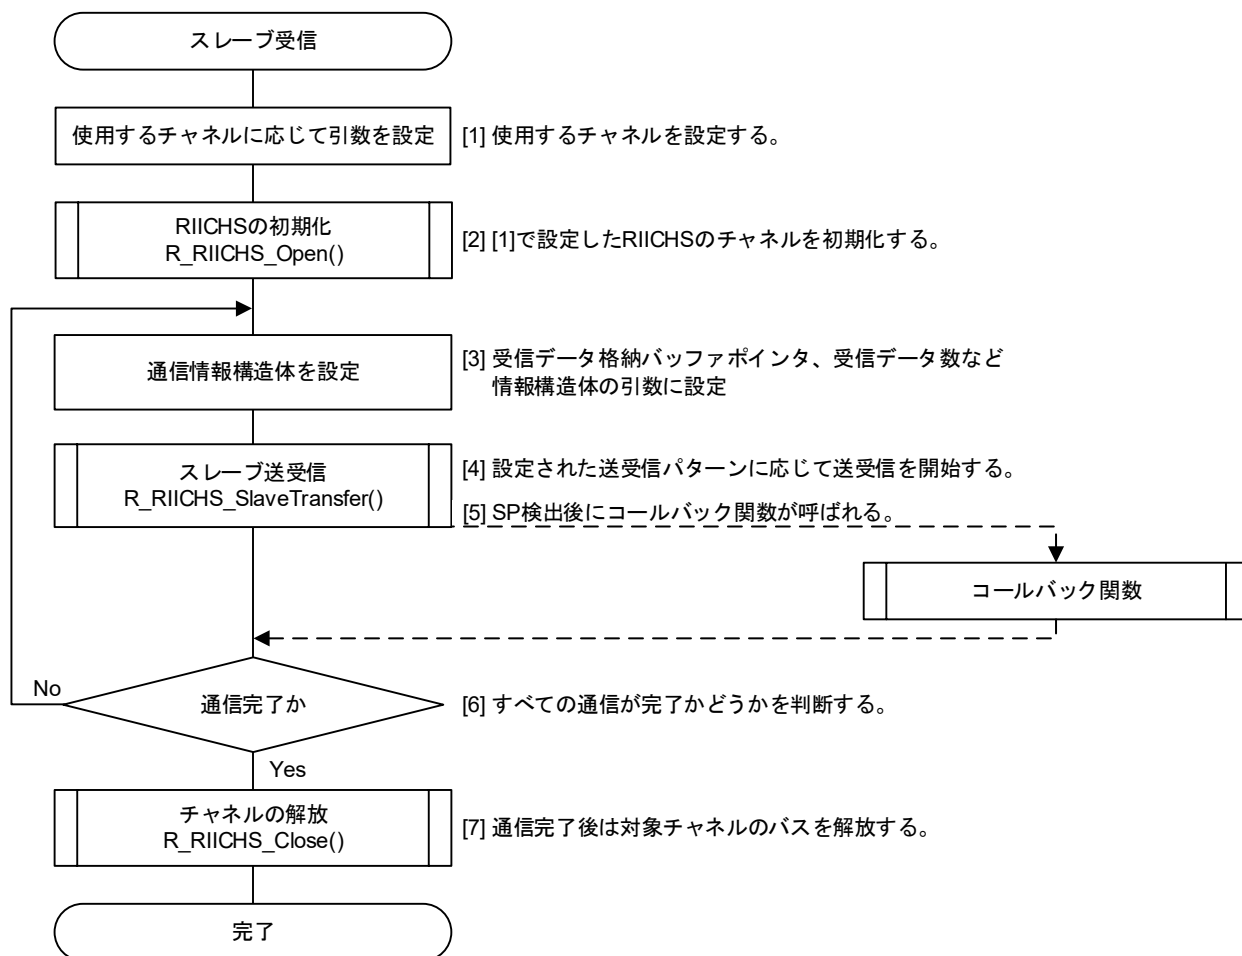 スレーブ受信
使用するチャネルに応じて引数を設定
[1] 使用するチャネルを設定する。
RIICHSの初期化
R_RIICHS_Open()
[2] [1]で設定したRIICHSのチャネルを初期化する。
通信情報構造体を設定
[3] 受信データ格納バッファポインタ、受信データ数など
情報構造体の引数に設定
スレーブ送受信
R_RIICHS_SlaveTransfer()
[4] 設定された送受信パターンに応じて送受信を開始する。
[5] SP検出後にコールバック関数が呼ばれる。
コールバック関数
No
通信完了か
[6] すべての通信が完了かどうかを判断する。
Yes
チャネルの解放
R_RIICHS_Close()
[7] 通信完了後は対象チャネルのバスを解放する。
完了